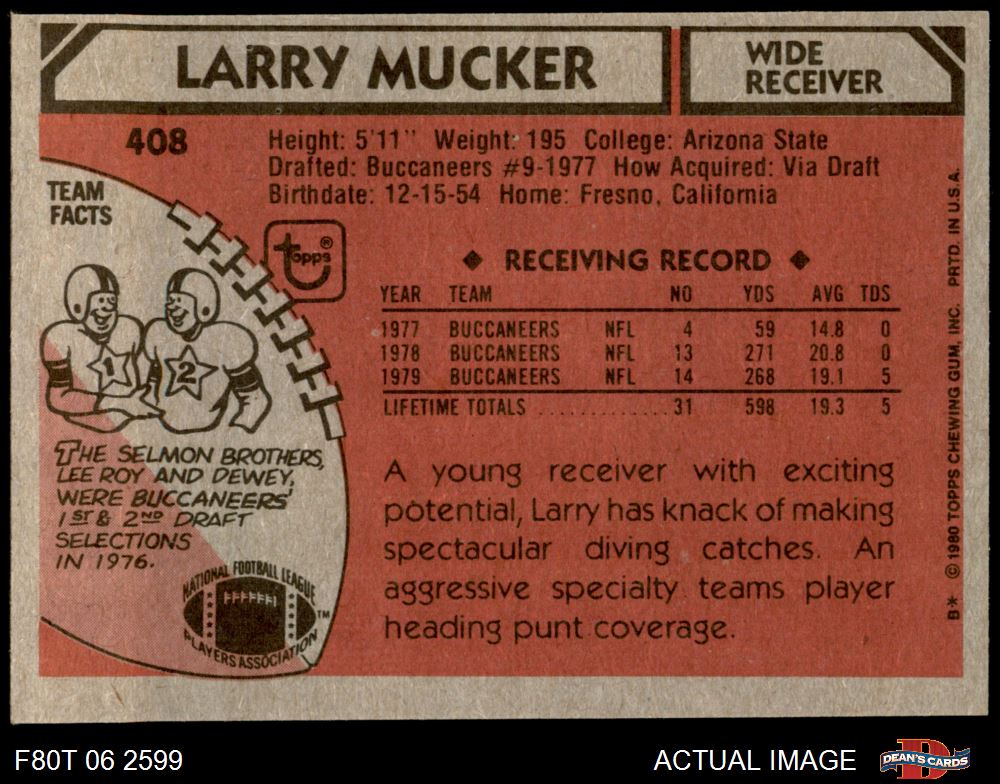 LARRY MUCKER
WIDE
RECEIVER
408
Height: 5'11" Weight: 195 College: Arizona State
Drafted: Buccaneers #9-1977 How Acquired: Via Draft
Birthdate: 12-15-54 Home: Fresno, California
TEAM
FACTS
topps®
◆ RECEIVING RECORD ◆
YEAR TEAM NO YDS AVG TDS
1977 BUCCANEERS NFL 4 59 14.8 0
1978 BUCCANEERS NFL 13 271 20.8 0
1979 BUCCANEERS NFL 14 268 19.1 5
LIFETIME TOTALS ............. 31 598 19.3 5
1
2
THE SELMON BROTHERS,
LEE ROY AND DEWEY,
WERE BUCCANEERS'
1ST & 2ND DRAFT
SELECTIONS
IN 1976.
A young receiver with exciting
potential, Larry has knack of making
spectacular diving catches. An
aggressive specialty teams player
heading punt coverage.
NATIONAL FOOTBALL LEAGUE
PLAYERS ASSOCIATION
TM
B* © 1980 TOPPS CHEWING GUM, INC. PRTD. IN U.S.A.
F80T 06 2599
ACTUAL IMAGE
D
DEAN'S CARDS